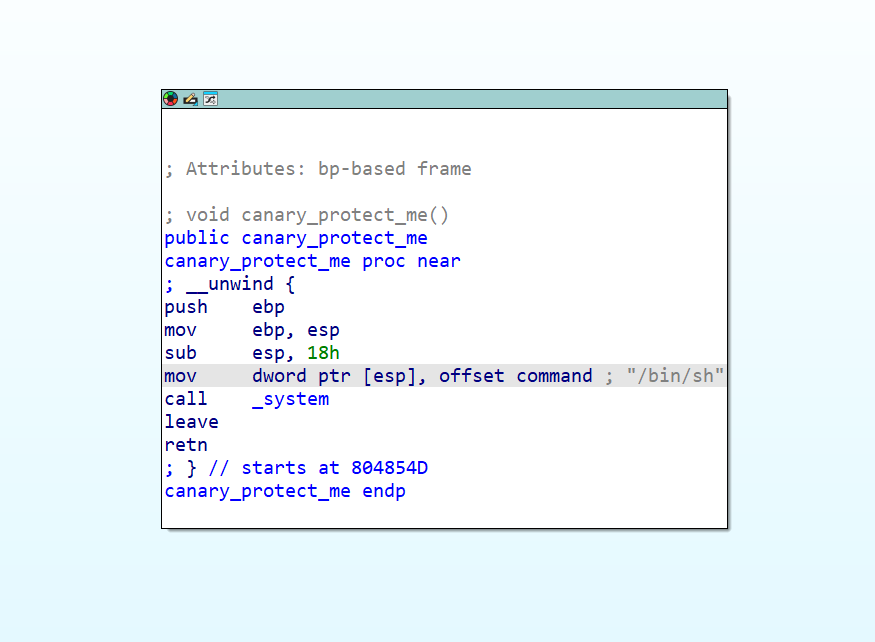 ; Attributes: bp-based frame
; void canary_protect_me()
public canary_protect_me
canary_protect_me proc near
; __unwind {
push    ebp
mov     ebp, esp
sub     esp, 18h
mov     dword ptr [esp], offset command ; "/bin/sh"
call    _system
leave
retn
; } // starts at 804854D
canary_protect_me endp